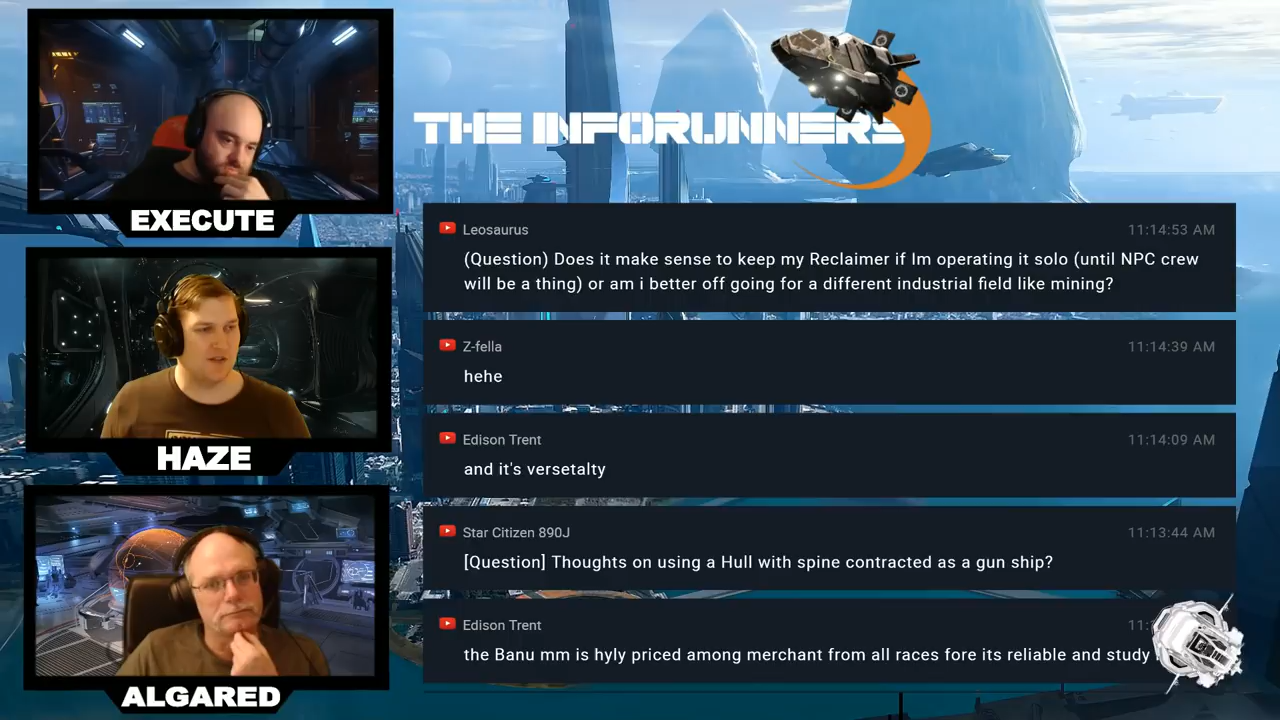 THE INFORUNNERS
EXECUTE
HAZE
ALGARED
Leosaurus 11:14:53 AM
(Question) Does it make sense to keep my Reclaimer if Im operating it solo (until NPC crew
will be a thing) or am i better off going for a different industrial field like mining?
Z-fella 11:14:39 AM
hehe
Edison Trent 11:14:09 AM
and it's versetalty
Star Citizen 890J 11:13:44 AM
[Question] Thoughts on using a Hull with spine contracted as a gun ship?
Edison Trent
the Banu mm is hyly priced among merchant from all races fore its reliable and study